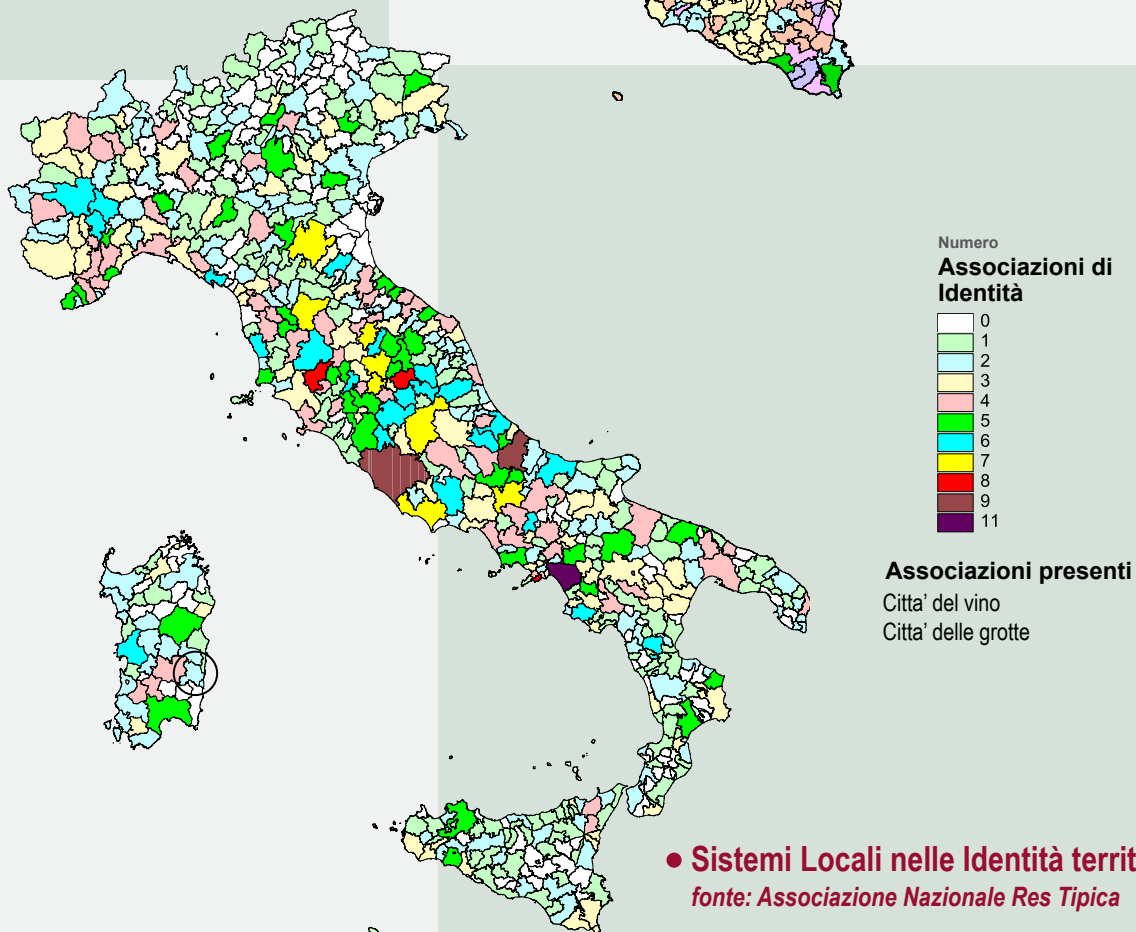 Numero
Associazioni di
Identità
0
1
2
3
4
5
6
7
8
9
11
Associazioni presenti
Citta' del vino
Citta' delle grotte
• Sistemi Locali nelle Identità territ
fonte: Associazione Nazionale Res Tipica